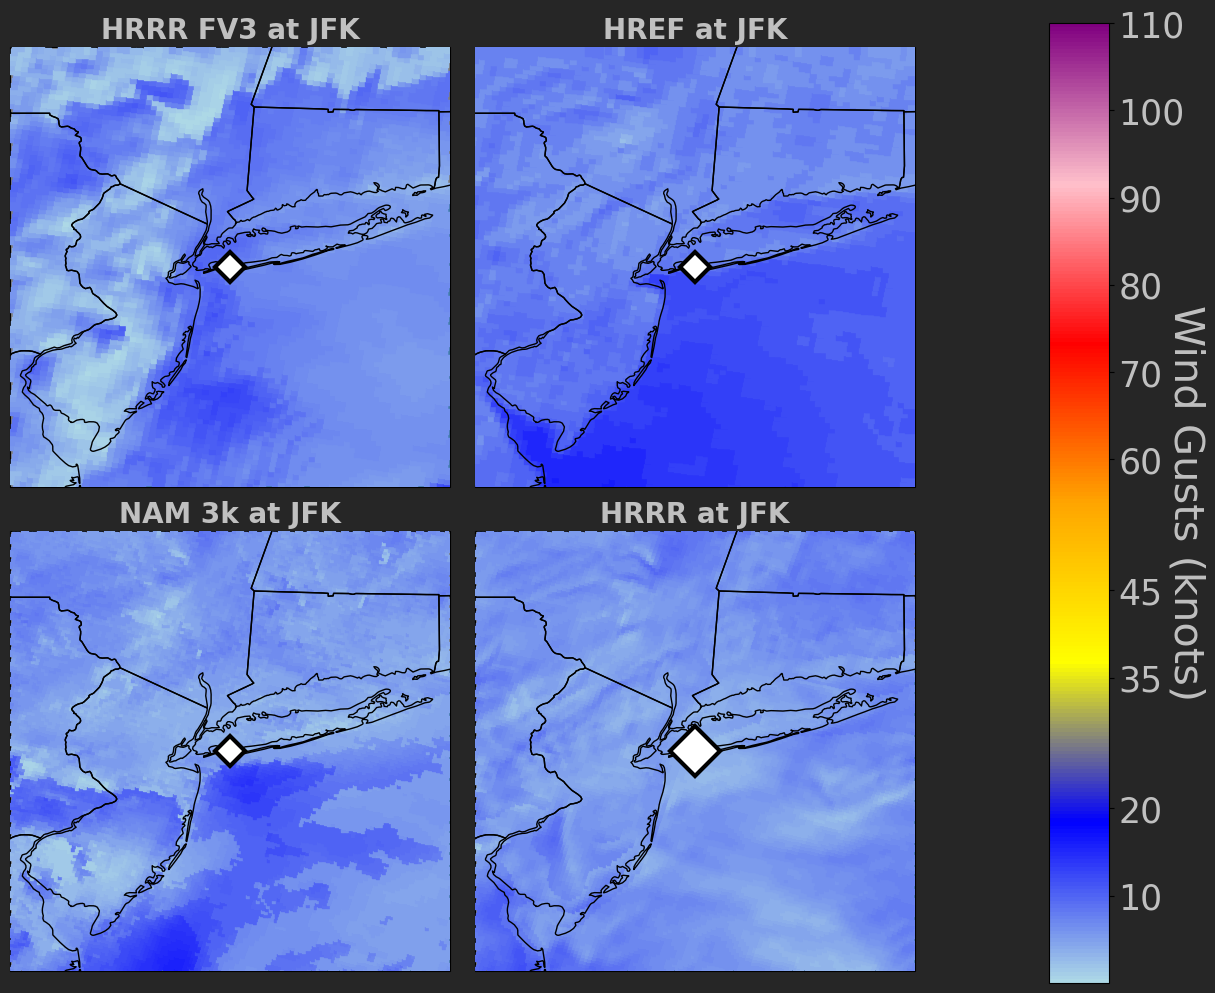 HRRR FV3 at JFK
HREF at JFK
NAM 3k at JFK
HRRR at JFK
110
100
90
80
70
60
45
35
20
10
Wind Gusts (knots)